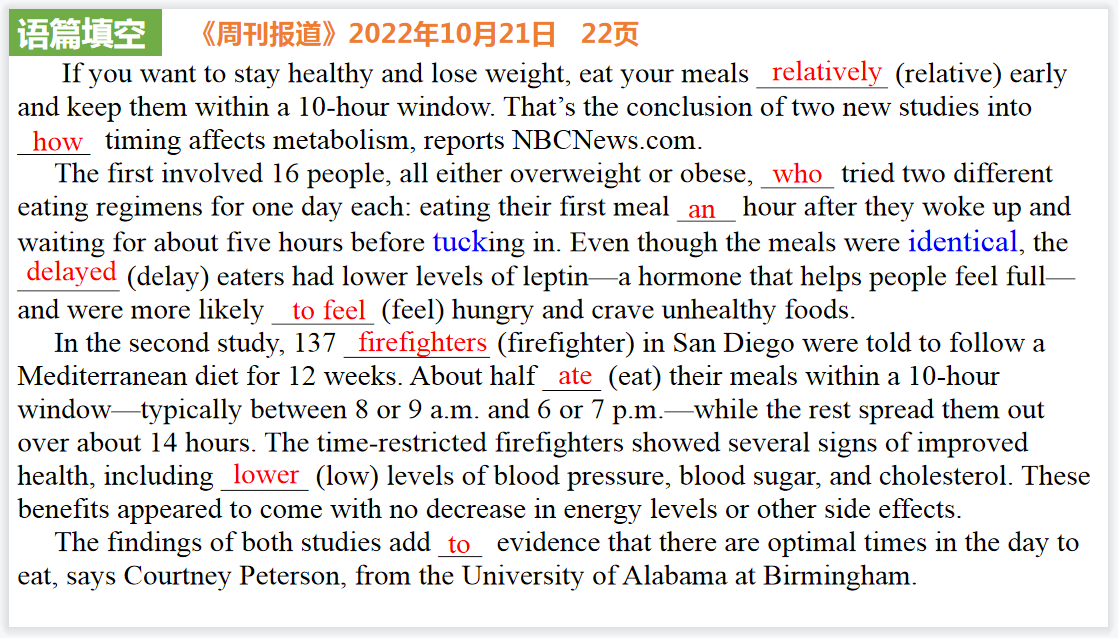 语篇填空 《周刊报道》2022年10月21日 22页
If you want to stay healthy and lose weight, eat your meals relatively (relative) early
and keep them within a 10-hour window. That’s the conclusion of two new studies into
how timing affects metabolism, reports NBCNews.com.
The first involved 16 people, all either overweight or obese, who tried two different
eating regimens for one day each: eating their first meal an hour after they woke up and
waiting for about five hours before tucking in. Even though the meals were identical, the
delayed (delay) eaters had lower levels of leptin—a hormone that helps people feel full—
and were more likely to feel (feel) hungry and crave unhealthy foods.
In the second study, 137 firefighters (firefighter) in San Diego were told to follow a
Mediterranean diet for 12 weeks. About half ate (eat) their meals within a 10-hour
window—typically between 8 or 9 a.m. and 6 or 7 p.m.—while the rest spread them out
over about 14 hours. The time-restricted firefighters showed several signs of improved
health, including lower (low) levels of blood pressure, blood sugar, and cholesterol. These
benefits appeared to come with no decrease in energy levels or other side effects.
The findings of both studies add to evidence that there are optimal times in the day to
eat, says Courtney Peterson, from the University of Alabama at Birmingham.